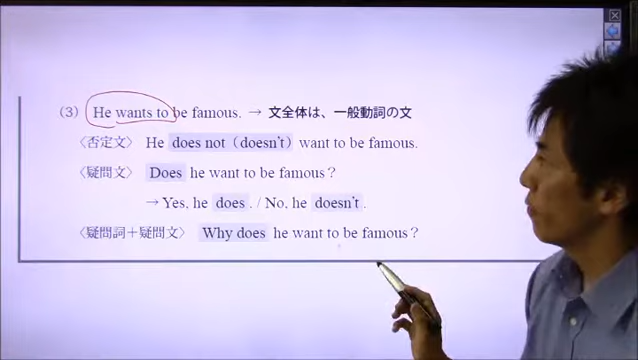 (3) He wants to be famous. → 文全体は、一般動詞の文
〈否定文〉 He does not（doesn't）want to be famous.
〈疑問文〉 Does he want to be famous？
→ Yes, he does . / No, he doesn't .
〈疑問詞＋疑問文〉 Why does he want to be famous？